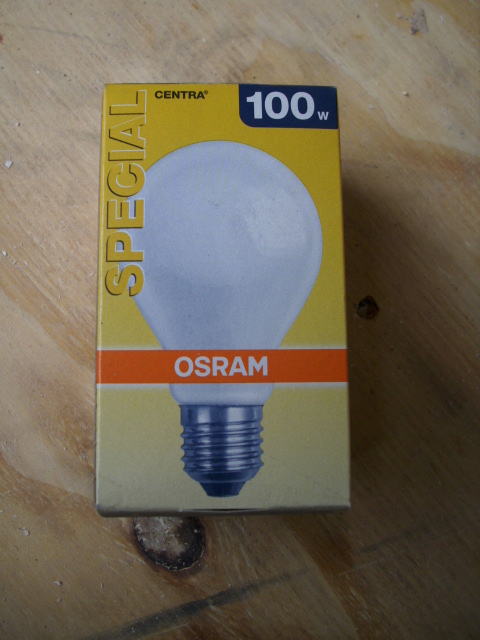 CENTRA®
100 W
SPECIAL
OSRAM